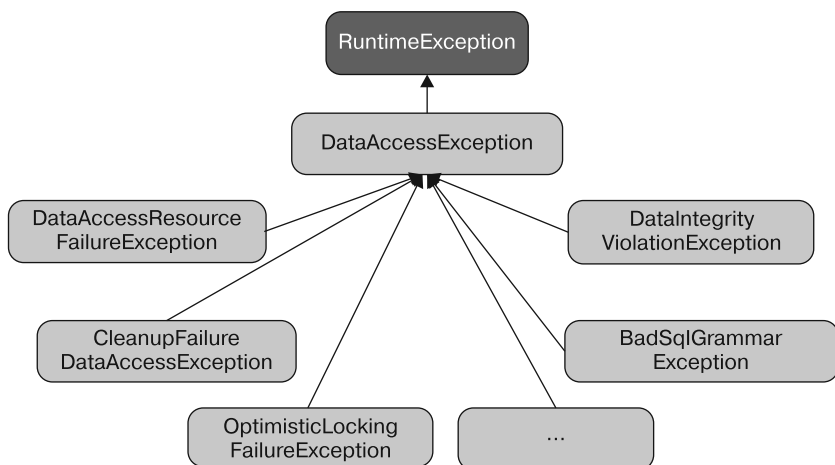 RuntimeException
DataAccessException
DataAccessResource
FailureException
DataIntegrity
ViolationException
CleanupFailure
DataAccessException
BadSqlGrammar
Exception
OptimisticLocking
FailureException
...